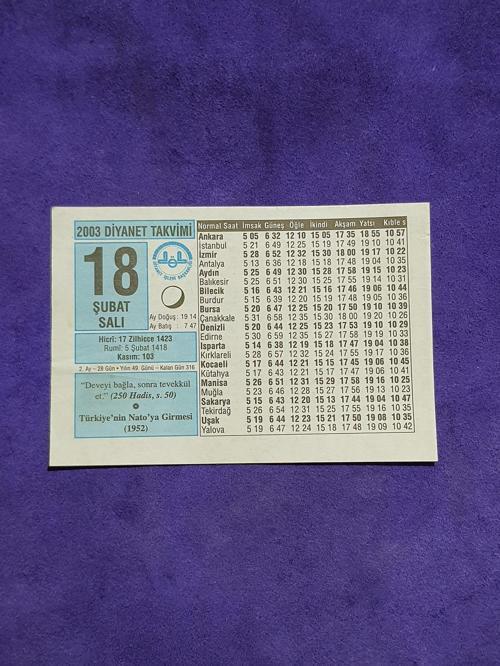 2003 DİYANET TAKVİMİ
18
ŞUBAT
SALI
Ay Doğuş: 19 14
Ay Batış : 7 47
Hicrî: 17 Zilhicce 1423
Rumî: 5 Şubat 1418
Kasım: 103
2. Ay – 28 Gün • Yılın 49. Günü – Kalan Gün 316
“Deveyi bağla, sonra tevekkül
et.” (250 Hadis, s. 50)
Türkiye'nin Nato'ya Girmesi
(1952)
Normal Saat İmsak Güneş Öğle İkindi Akşam Yatsı Kıble s
Ankara 5 05 6 32 12 10 15 05 17 35 18 55 10 57
İstanbul 5 21 6 49 12 25 15 19 17 49 19 10 10 41
İzmir 5 28 6 52 12 32 15 30 18 00 19 17 10 22
Antalya 5 13 6 36 12 18 15 18 17 48 19 04 10 35
Aydın 5 25 6 49 12 30 15 28 17 58 19 15 10 23
Balıkesir 5 25 6 51 12 30 15 26 17 56 19 14 10 31
Bilecik 5 16 6 43 12 21 15 16 17 46 19 06 10 44
Burdur 5 15 6 39 12 20 15 19 17 49 19 05 10 36
Bursa 5 20 6 47 12 25 15 20 17 50 19 10 10 39
Çanakkale 5 31 6 58 12 35 15 30 18 00 19 20 10 28
Denizli 5 20 6 44 12 25 15 23 17 53 19 10 10 29
Edirne 5 30 6 59 12 34 15 27 17 57 19 18 10 35
Isparta 5 14 6 38 12 19 15 18 17 48 19 04 10 38
Kırklareli 5 28 6 57 12 32 15 25 17 55 19 16 10 37
Kocaeli 5 17 6 44 12 21 15 16 17 46 19 06 10 45
Kütahya 5 17 6 43 12 21 15 17 17 47 19 06 10 41
Manisa 5 26 6 51 12 31 15 29 17 58 19 16 10 25
Muğla 5 23 6 46 12 28 15 27 17 57 19 13 10 24
Sakarya 5 15 6 43 12 20 15 13 17 44 19 04 10 47
Tekirdağ 5 26 6 54 12 31 15 25 17 55 19 15 10 35
Uşak 5 19 6 44 12 23 15 21 17 50 19 08 10 35
Yalova 5 19 6 47 12 24 15 18 17 48 19 09 10 42